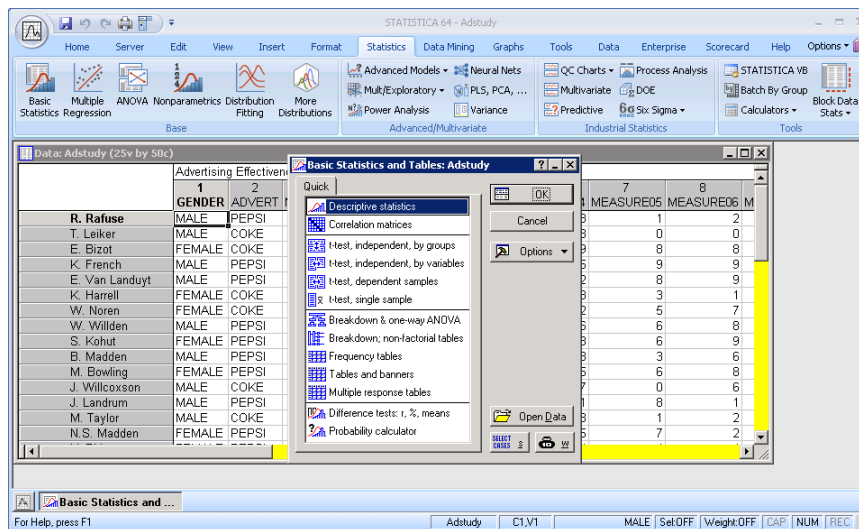 STATISTICA 64 - Adstudy
Home Server Edit View Insert Format Statistics Data Mining Graphs Tools Data Enterprise Scorecard Help Options
Basic Statistics
Multiple Regression
ANOVA
Nonparametrics
Distribution Fitting
More Distributions
Base
Advanced Models
Neural Nets
Mult/Exploratory
PLS, PCA, ...
Power Analysis
Variance
Advanced/Multivariate
QC Charts
Process Analysis
Multivariate
DOE
Predictive
Six Sigma
Industrial Statistics
STATISTICA VB
Batch By Group
Calculators
Block Data Stats
Tools
Data: Adstudy (25v by 50c)
Advertising
1 2 7 8
GENDER ADVERT MEASURE05 MEASURE06
R. Rafuse MALE PEPSI 1 2
T. Leiker MALE COKE 0 0
E. Bizot FEMALE COKE 8 8
K. French MALE PEPSI 9 9
E. Van Landuyt MALE PEPSI 8 9
K. Harrell FEMALE COKE 3 1
W. Noren FEMALE COKE 5 7
W. Willden MALE PEPSI 6 8
S. Kohut FEMALE PEPSI 6 9
B. Madden MALE PEPSI 3 6
M. Bowling FEMALE PEPSI 6 8
J. Willcoxson MALE COKE 0 6
J. Landrum MALE PEPSI 8 1
M. Taylor MALE COKE 1 2
N.S. Madden FEMALE PEPSI 7 2
Basic Statistics and Tables: Adstudy
Quick
Descriptive statistics
Correlation matrices
t-test, independent, by groups
t-test, independent, by variables
t-test, dependent samples
t-test, single sample
Breakdown & one-way ANOVA
Breakdown; non-factorial tables
Frequency tables
Tables and banners
Multiple response tables
Difference tests: r, %, means
Probability calculator
OK
Cancel
Options
Open Data
SELECT CASES S
W
Basic Statistics and ...
For Help, press F1
Adstudy C1,V1 MALE Sel:OFF Weight:OFF CAP NUM REC